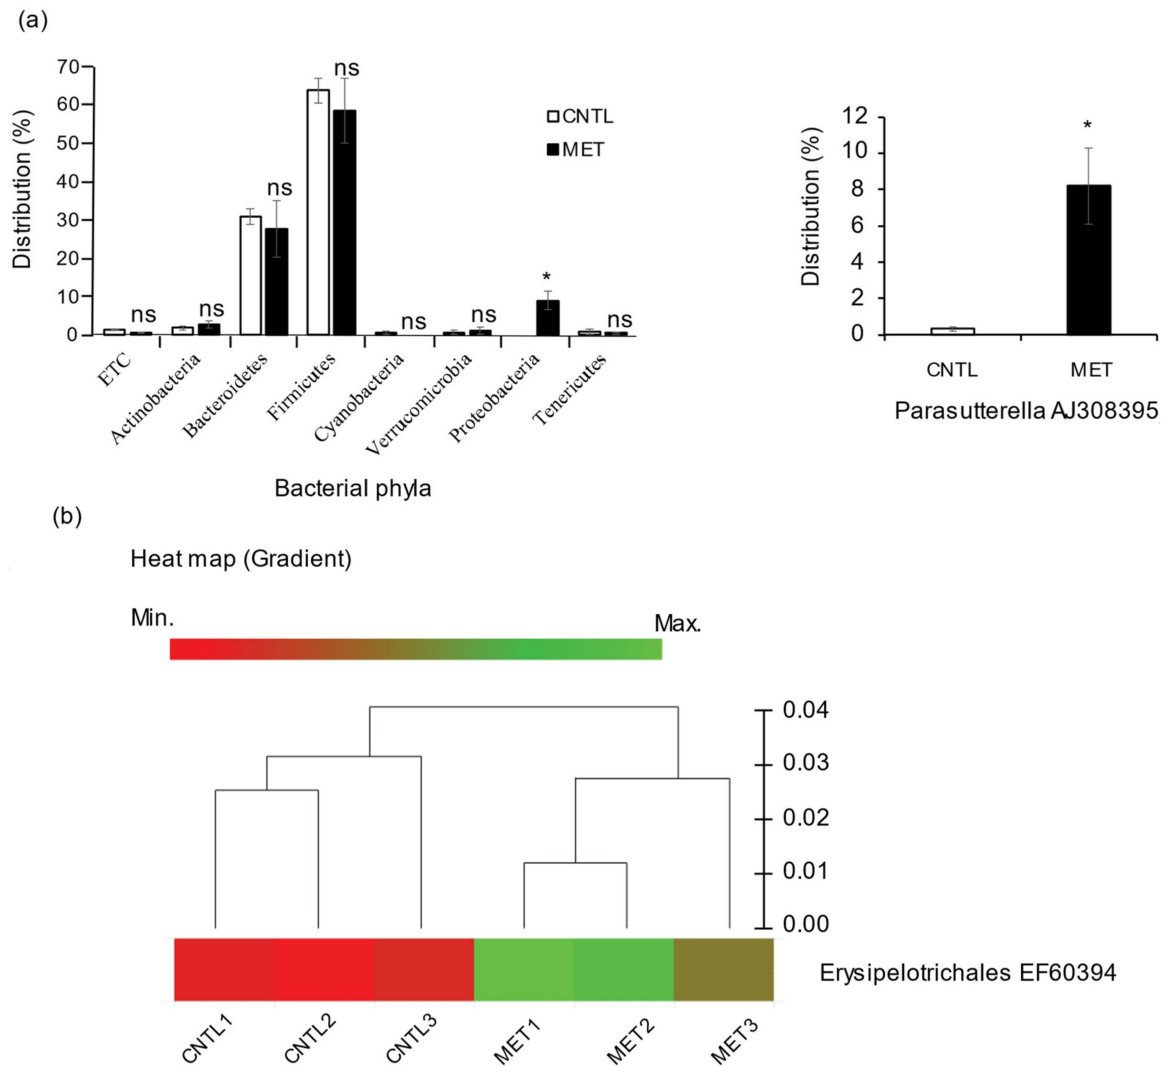 (a)
70
60
50
40
30
20
10
0
Distribution (%)
ns
ns
ns
ns
ns
ns
*
ns
CNTL
MET
ETC
Actinobacteria
Bacteroidetes
Firmicutes
Cyanobacteria
Verrucomicrobia
Proteobacteria
Tenericutes
Bacterial phyla
12
10
8
6
4
2
0
Distribution (%)
*
CNTL MET
Parasutterella AJ308395
(b)
Heat map (Gradient)
Min. Max.
0.04
0.03
0.02
0.01
0.00
Erysipelotrichales EF60394
CNTL1 CNTL2 CNTL3 MET1 MET2 MET3